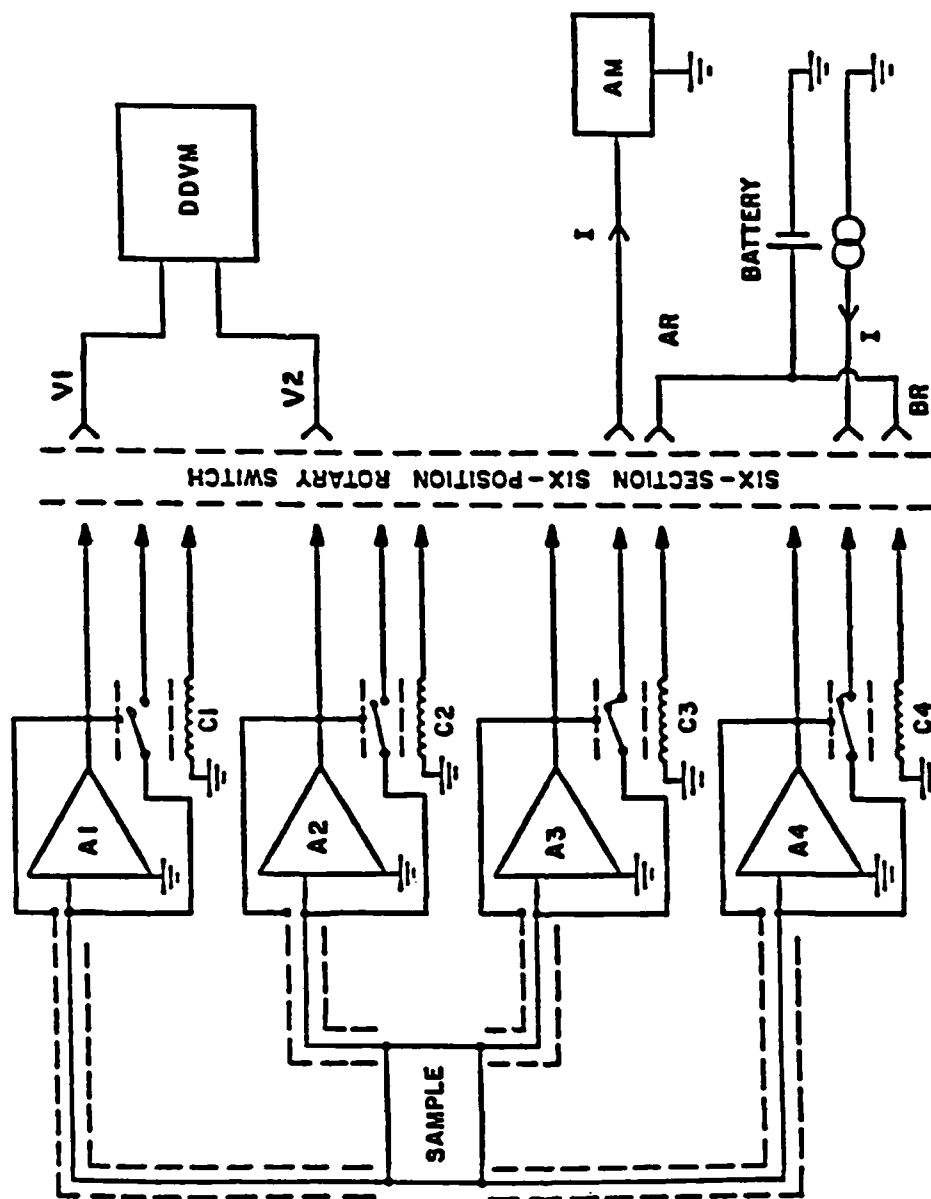 DDVM
V1
V2
AM
I
AR
BATTERY
I
BR
SIX-SECTION SIX-POSITION ROTARY SWITCH
A1
C1
A2
C2
A3
C3
A4
C4
SAMPLE